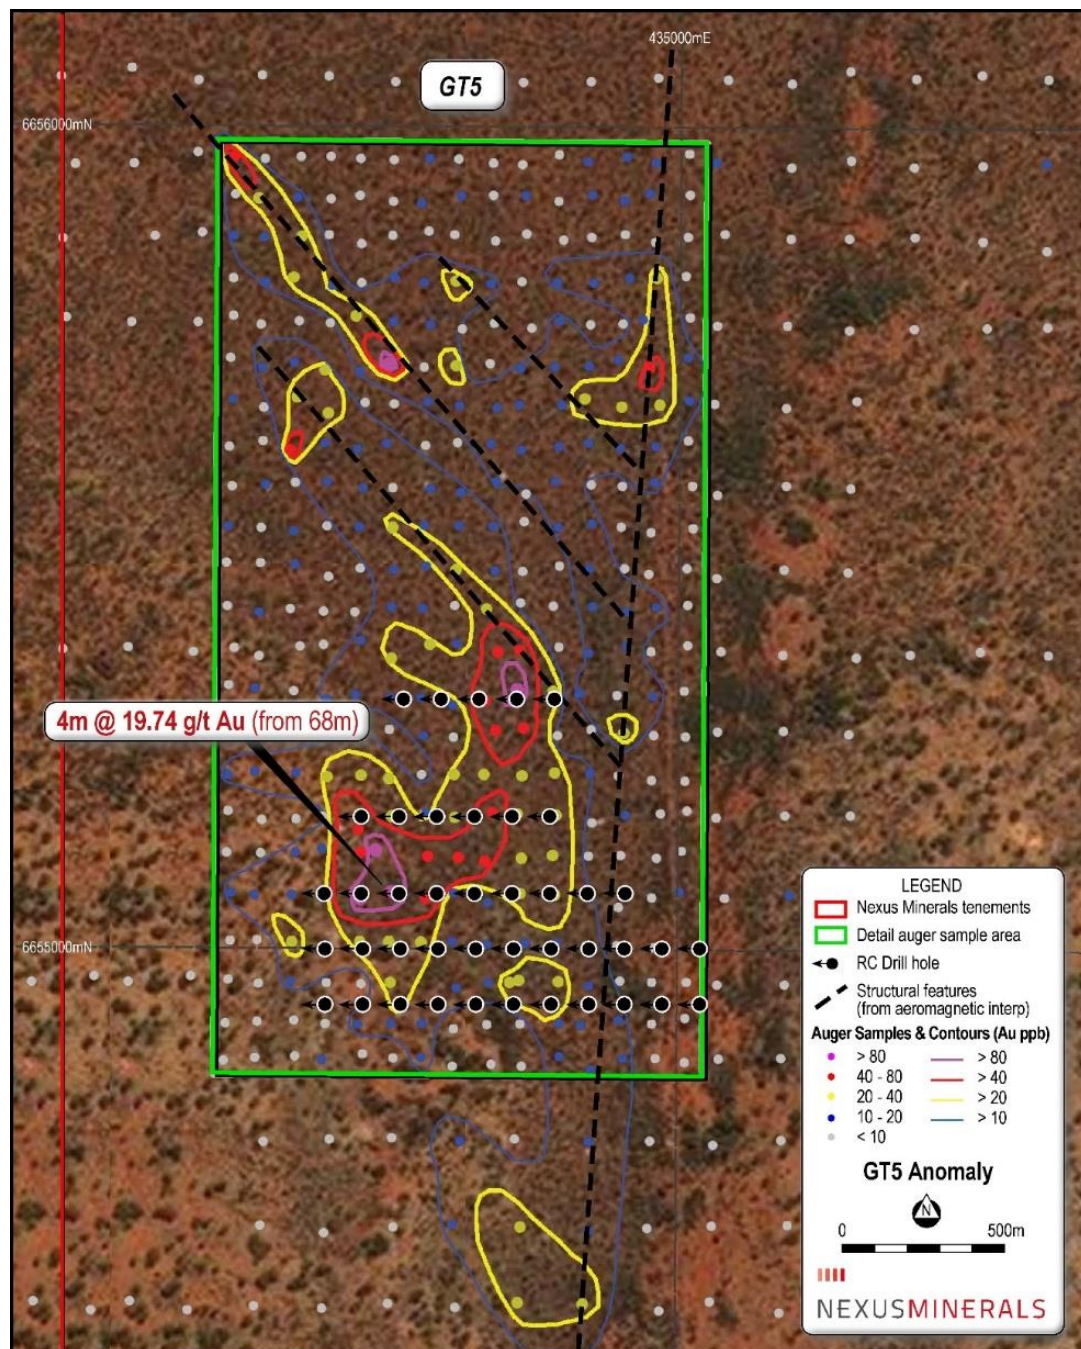 435000mE
GT5
6656000mN
4m @ 19.74 g/t Au (from 68m)
6655000mN
LEGEND
Nexus Minerals tenements
Detail auger sample area
RC Drill hole
Structural features
(from aeromagnetic interp)
Auger Samples & Contours (Au ppb)
> 80 > 80
40 - 80 > 40
20 - 40 > 20
10 - 20 > 10
< 10
GT5 Anomaly
N
0 500m
NEXUSMINERALS